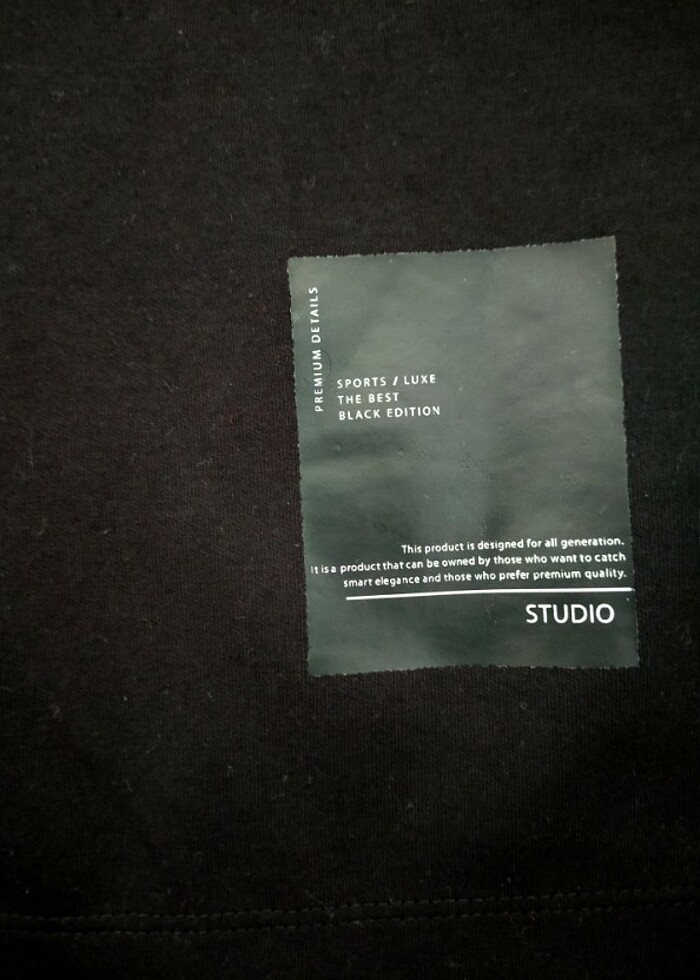 PREMIUM DETAILS
SPORTS / LUXE
THE BEST
BLACK EDITION
This product is designed for all generation.
It is a product that can be owned by those who want to catch
smart elegance and those who prefer premium quality.
STUDIO